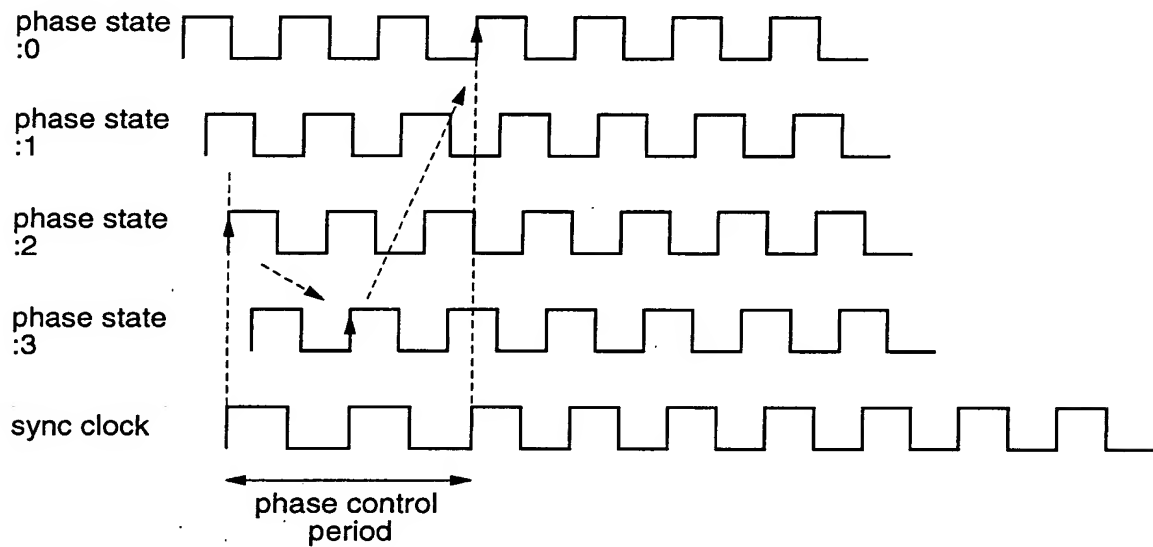 phase state
:0
phase state
:1
phase state
:2
phase state
:3
sync clock
phase control
period